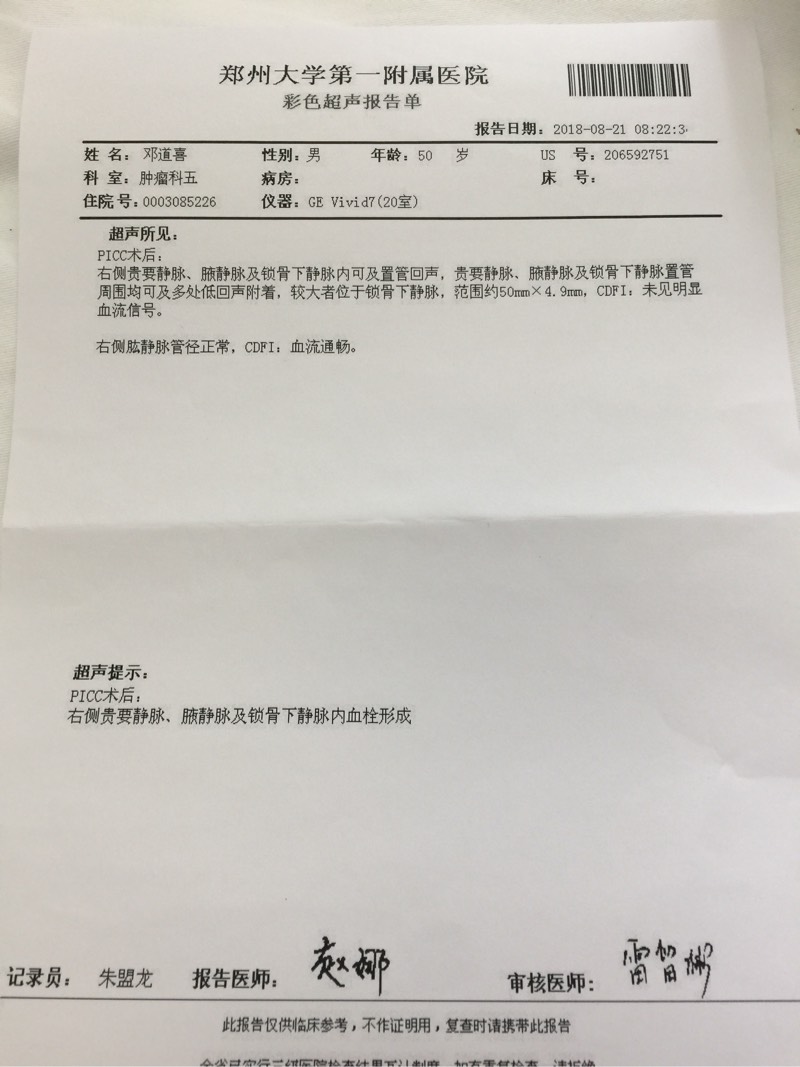 郑州大学第一附属医院
彩色超声报告单
报告日期：2018-08-21 08:22:3
姓 名：邓道喜 性别：男 年龄：50 岁 US 号：206592751
科 室：肿瘤科五 病房： 床 号：
住院号：0003085226 仪器：GE Vivid7(20室)
超声所见：
PICC术后：
右侧贵要静脉、腋静脉及锁骨下静脉内可及置管回声，贵要静脉、腋静脉及锁骨下静脉置管
周围均可及多处低回声附着，较大者位于锁骨下静脉，范围约50mm×4.9mm，CDFI：未见明显
血流信号。
右侧肱静脉管径正常，CDFI：血流通畅。
超声提示：
PICC术后：
右侧贵要静脉、腋静脉及锁骨下静脉内血栓形成
记录员： 朱盟龙 报告医师： 赵娜 审核医师：
此报告仅供临床参考，不作证明用，复查时请携带此报告